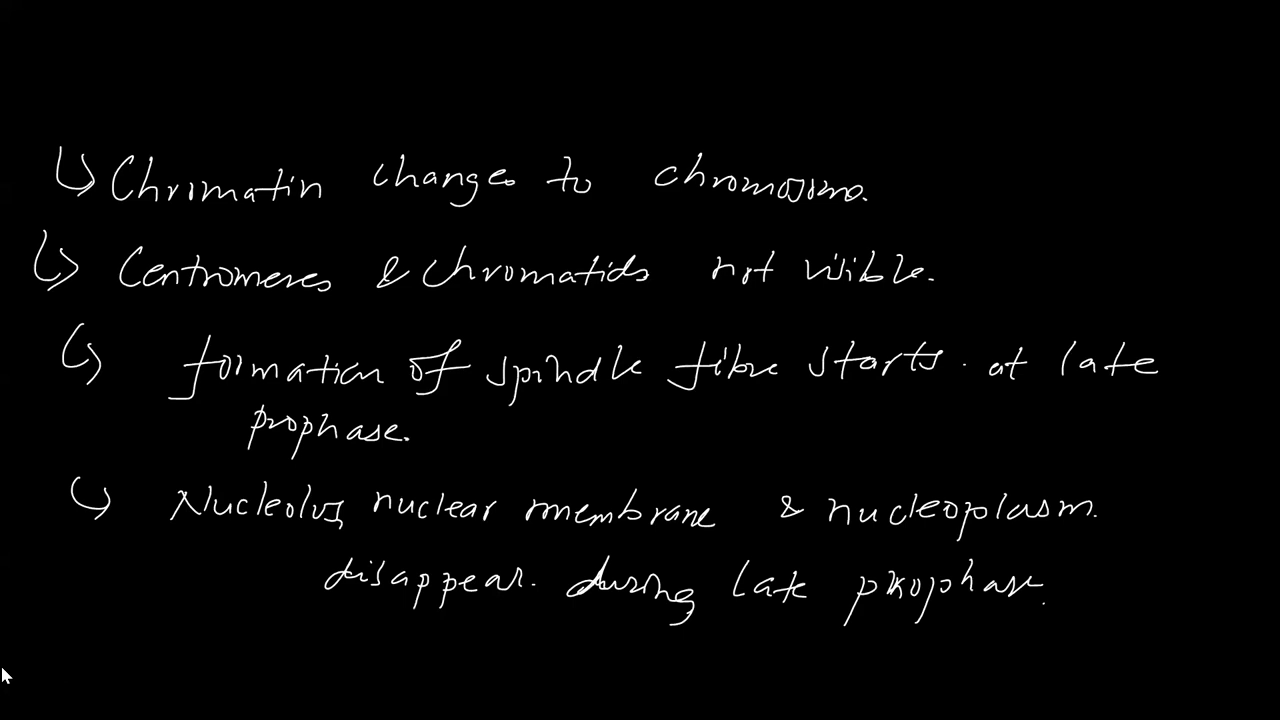 Chromatin changes to chromosome.
Centromeres & chromatids not visible.
formation of spindle fibre starts. at late
prophase.
Nucleolus, nuclear membrane & nucleoplasm.
disappear. during late prophase.